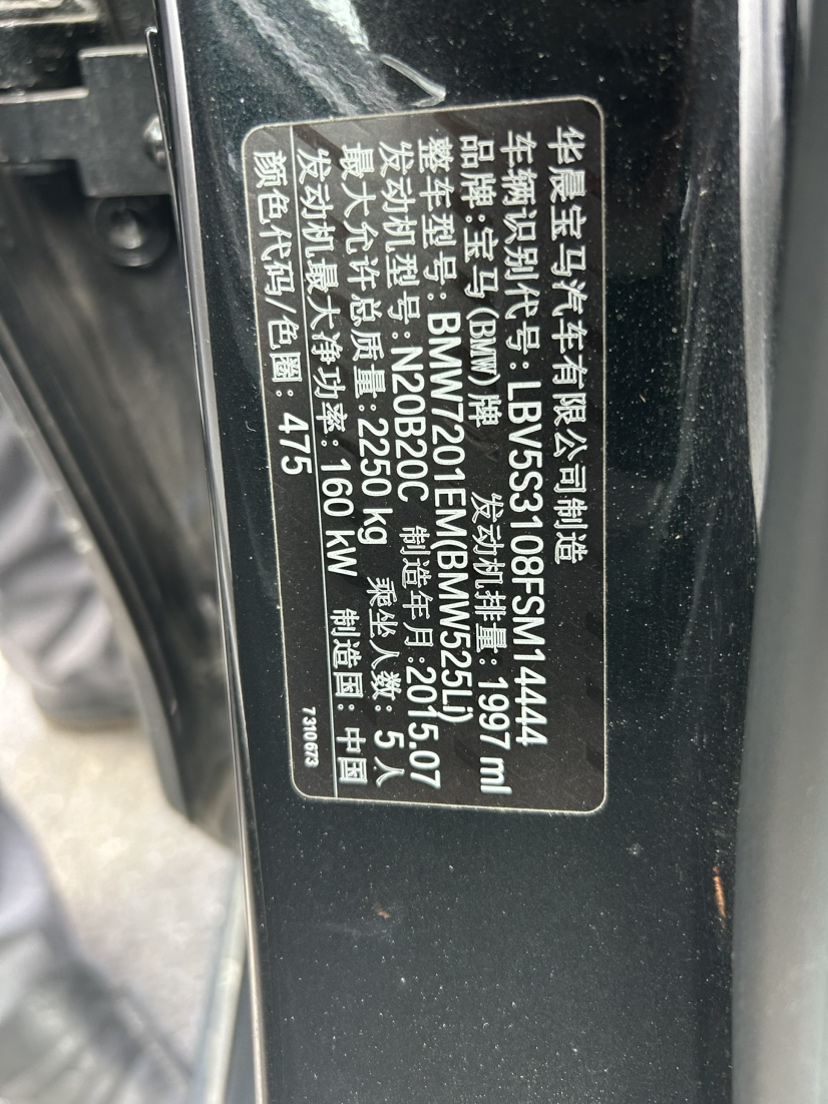 华晨宝马汽车有限公司制造
车辆识别代号:LBV5S3108FSM14444
品牌:宝马(BMW)牌 发动机排量:1997 ml
整车型号:BMW7201EM(BMW525Li)
发动机型号:N20B20C 制造年月:2015.07
最大允许总质量:2250 kg 乘坐人数:5人
发动机最大净功率:160 kW 制造国:中国
颜色代码/色圈:475
7310673